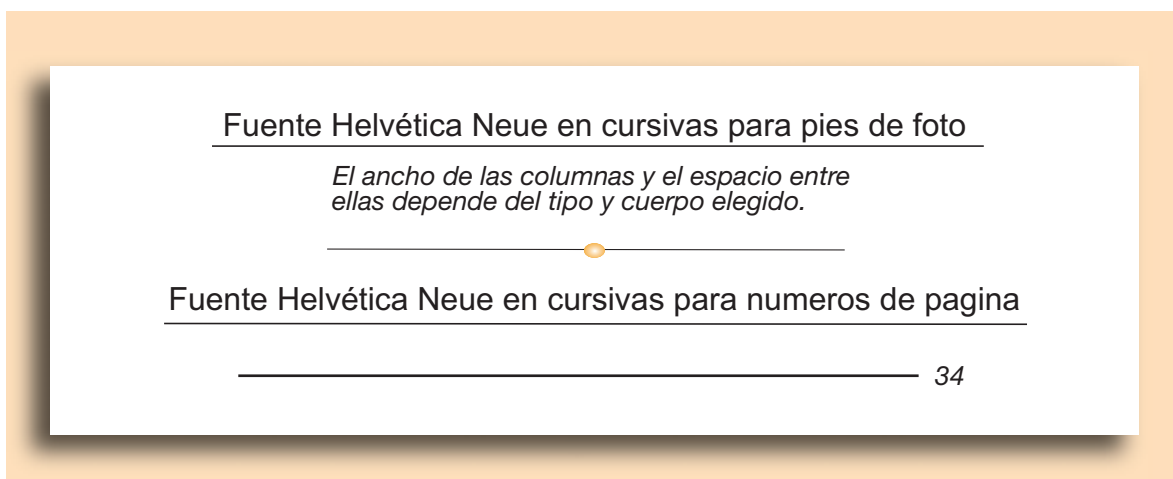 Fuente Helvética Neue en cursivas para pies de foto
El ancho de las columnas y el espacio entre
ellas depende del tipo y cuerpo elegido.
Fuente Helvética Neue en cursivas para numeros de pagina
34